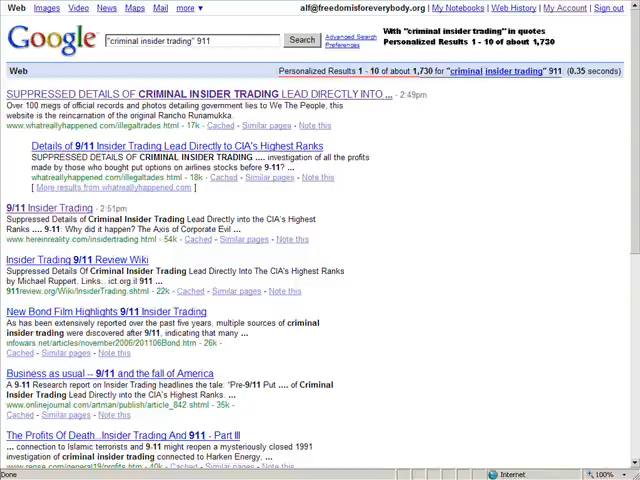 Web Images Video News Maps Mail more ▼ alf@freedomisforeverybody.org | My Notebooks | Web History | My Account | Sign out
Google "criminal insider trading" 911 Search Advanced Search
Preferences
With "criminal insider trading" in quotes
Personalized Results 1 - 10 of about 1,730
Web Personalized Results 1 - 10 of about 1,730 for "criminal insider trading" 911 (0.35 seconds)
SUPPRESSED DETAILS OF CRIMINAL INSIDER TRADING LEAD DIRECTLY INTO ... - 2:49pm
Over 100 megs of official records and photos detailing government lies to We The People, this
website is the reincarnation of the original Rancho Runamukka.
www.whatreallyhappened.com/illegaltrades.html - 17k - Cached - Similar pages - Note this
Details of 9/11 Insider Trading Lead Directly to CIA's Highest Ranks
SUPPRESSED DETAILS OF CRIMINAL INSIDER TRADING .... investigation of all the profits
made by those who bought put options on airlines stocks before 9-11? ...
whatreallyhappened.com/illegaltades.html - 18k - Cached - Similar pages - Note this
[ More results from whatreallyhappened.com ]
9/11 Insider Trading - 2:51pm
Suppressed Details of Criminal Insider Trading Lead Directly into the CIA's Highest
Ranks .... 9-11: Why did it happen? The Axis of Corporate Evil ...
www.hereinreality.com/insidertrading.html - 54k - Cached - Similar pages - Note this
Insider Trading 9/11 Review Wiki
Suppressed Details Of Criminal Insider Trading Lead Directly Into The CIA's Highest Ranks
by Michael Ruppert. Links.. ict.org.il 911 ...
911review.org/Wiki/InsiderTrading.shtml - 22k - Cached - Similar pages - Note this
New Bond Film Highlights 9/11 Insider Trading
As has been extensively reported over the past five years, multiple sources of criminal
insider trading were discovered after 9/11, indicating that many ...
infowars.net/articles/november2006/201106Bond.htm - 26k -
Cached - Similar pages - Note this
Business as usual -- 9/11 and the fall of America
A 9-11 Research report on Insider Trading headlines the tale: "Pre-9/11 Put .... of Criminal
Insider Trading Lead Directly into the CIA's Highest Ranks. ...
www.onlinejournal.com/artman/publish/article_842.shtml - 35k -
Cached - Similar pages - Note this
The Profits Of Death...Insider Trading And 911 - Part III
... connection to Islamic terrorists and 9-11 might reopen a mysteriously closed 1991
investigation of criminal insider trading connected to Harken Energy, ...
www.rense.com/general19/profits.htm - 40k - Cached - Similar pages - Note this
Done Internet 100%